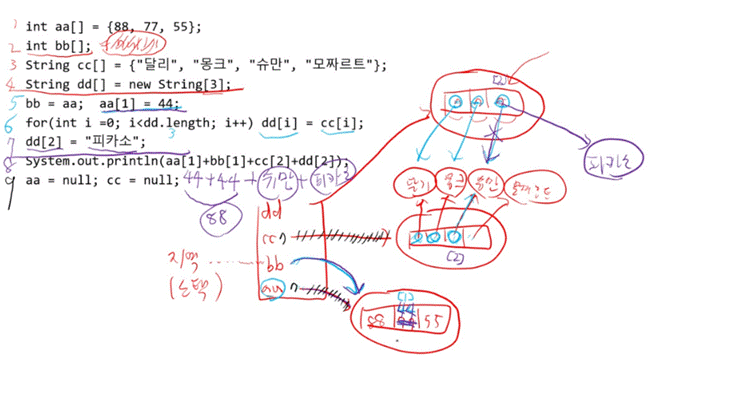 1 int aa[] = {88, 77, 55};
2 int bb[];
3 String cc[] = {"달리", "몽크", "슈만", "모짜르트"};
4 String dd[] = new String[3];
5 bb = aa; aa[1] = 44;
6 for(int i =0; i<dd.length; i++) dd[i] = cc[i];
3
7 dd[2] = "피카소";
8 System.out.println(aa[1]+bb[1]+cc[2]+dd[2]);
9 aa = null; cc = null; 44+44 + 슈만 + 피카소
88
[2]
피카소
달리 몽크 슈만 모짜르트
[2]
dd
cc
지역 bb
(스택) aa
[1]
44
88 55